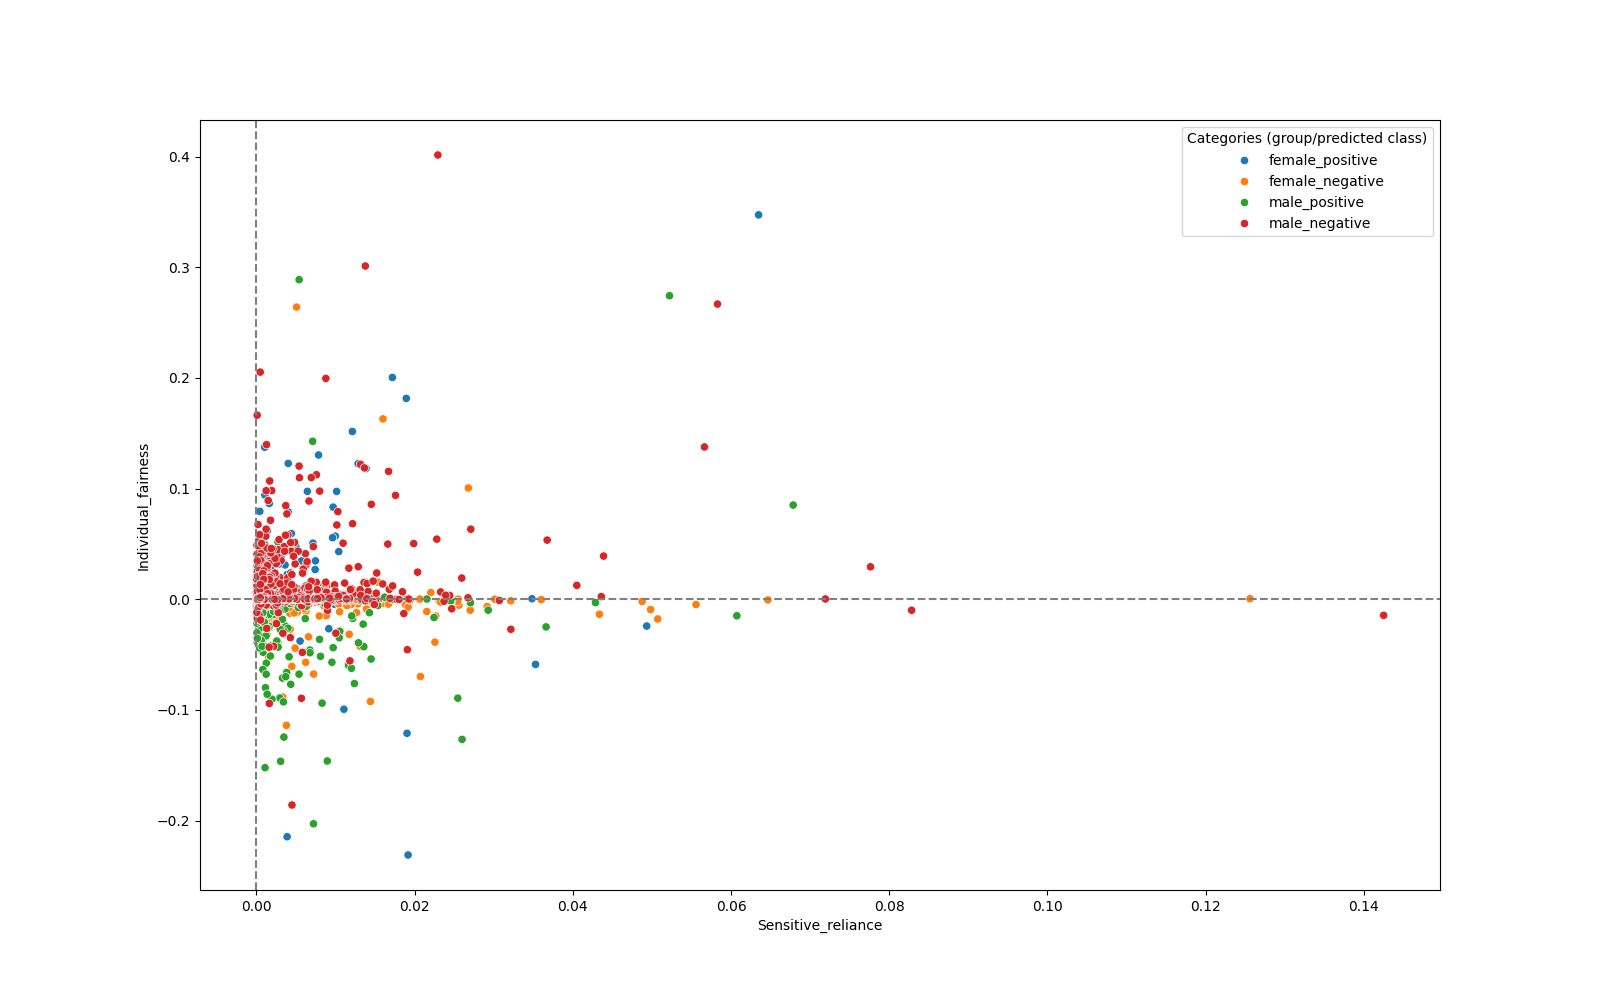 Categories (group/predicted class)
female_positive
female_negative
male_positive
male_negative
Individual_fairness
0.4
0.3
0.2
0.1
0.0
−0.1
−0.2
0.00 0.02 0.04 0.06 0.08 0.10 0.12 0.14
Sensitive_reliance